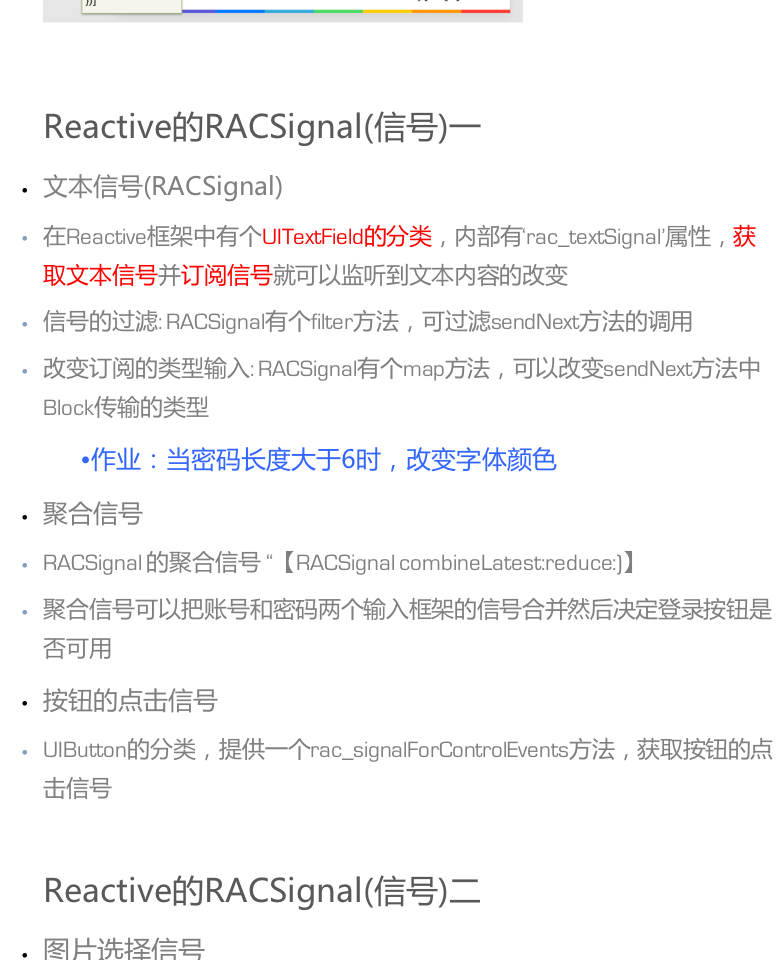 Reactive的RACSignal(信号)一
• 文本信号(RACSignal)
• 在Reactive框架中有个UITextField的分类，内部有‘rac_textSignal’属性，获
取文本信号并订阅信号就可以监听到文本内容的改变
• 信号的过滤: RACSignal有个filter方法，可过滤sendNext方法的调用
• 改变订阅的类型输入: RACSignal有个map方法，可以改变sendNext方法中
Block传输的类型
•作业：当密码长度大于6时，改变字体颜色
• 聚合信号
• RACSignal 的聚合信号 “【RACSignal combineLatest:reduce:)】
• 聚合信号可以把账号和密码两个输入框架的信号合并然后决定登录按钮是
否可用
• 按钮的点击信号
• UIButton的分类，提供一个rac_signalForControlEvents方法，获取按钮的点
击信号
Reactive的RACSignal(信号)二
• 图片选择信号